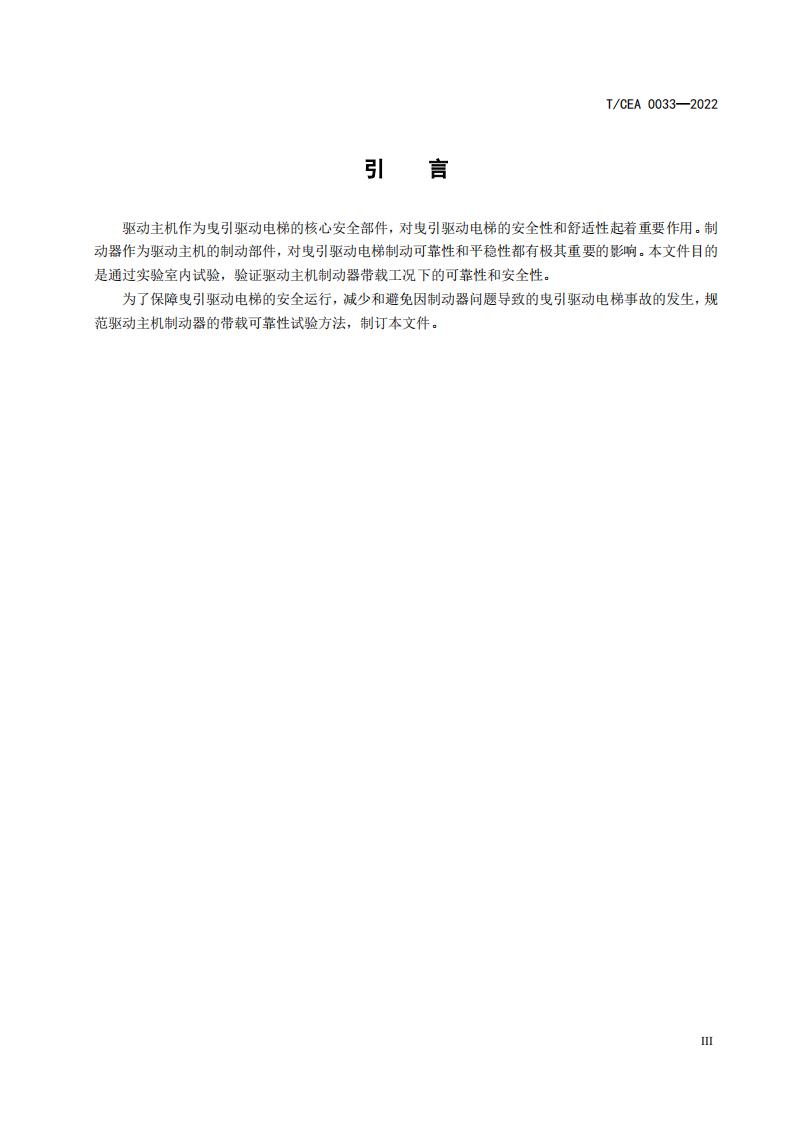 T/CEA 0033—2022
引 言
驱动主机作为曳引驱动电梯的核心安全部件，对曳引驱动电梯的安全性和舒适性起着重要作用。制
动器作为驱动主机的制动部件，对曳引驱动电梯制动可靠性和平稳性都有极其重要的影响。本文件目的
是通过实验室内试验，验证驱动主机制动器带载工况下的可靠性和安全性。
为了保障曳引驱动电梯的安全运行，减少和避免因制动器问题导致的曳引驱动电梯事故的发生，规
范驱动主机制动器的带载可靠性试验方法，制订本文件。
III